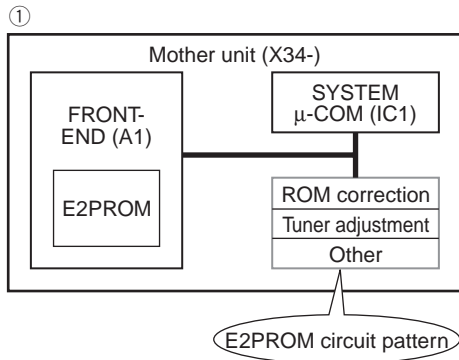 ①
Mother unit (X34-)
FRONT-
END (A1)
E2PROM
SYSTEM
μ-COM (IC1)
ROM correction
Tuner adjustment
Other
E2PROM circuit pattern